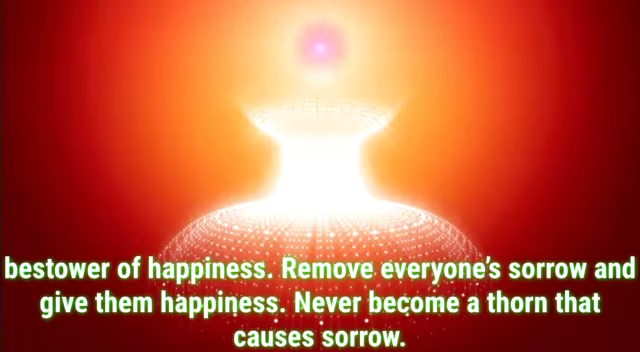 bestower of happiness. Remove everyone's sorrow and
give them happiness. Never become a thorn that
causes sorrow.